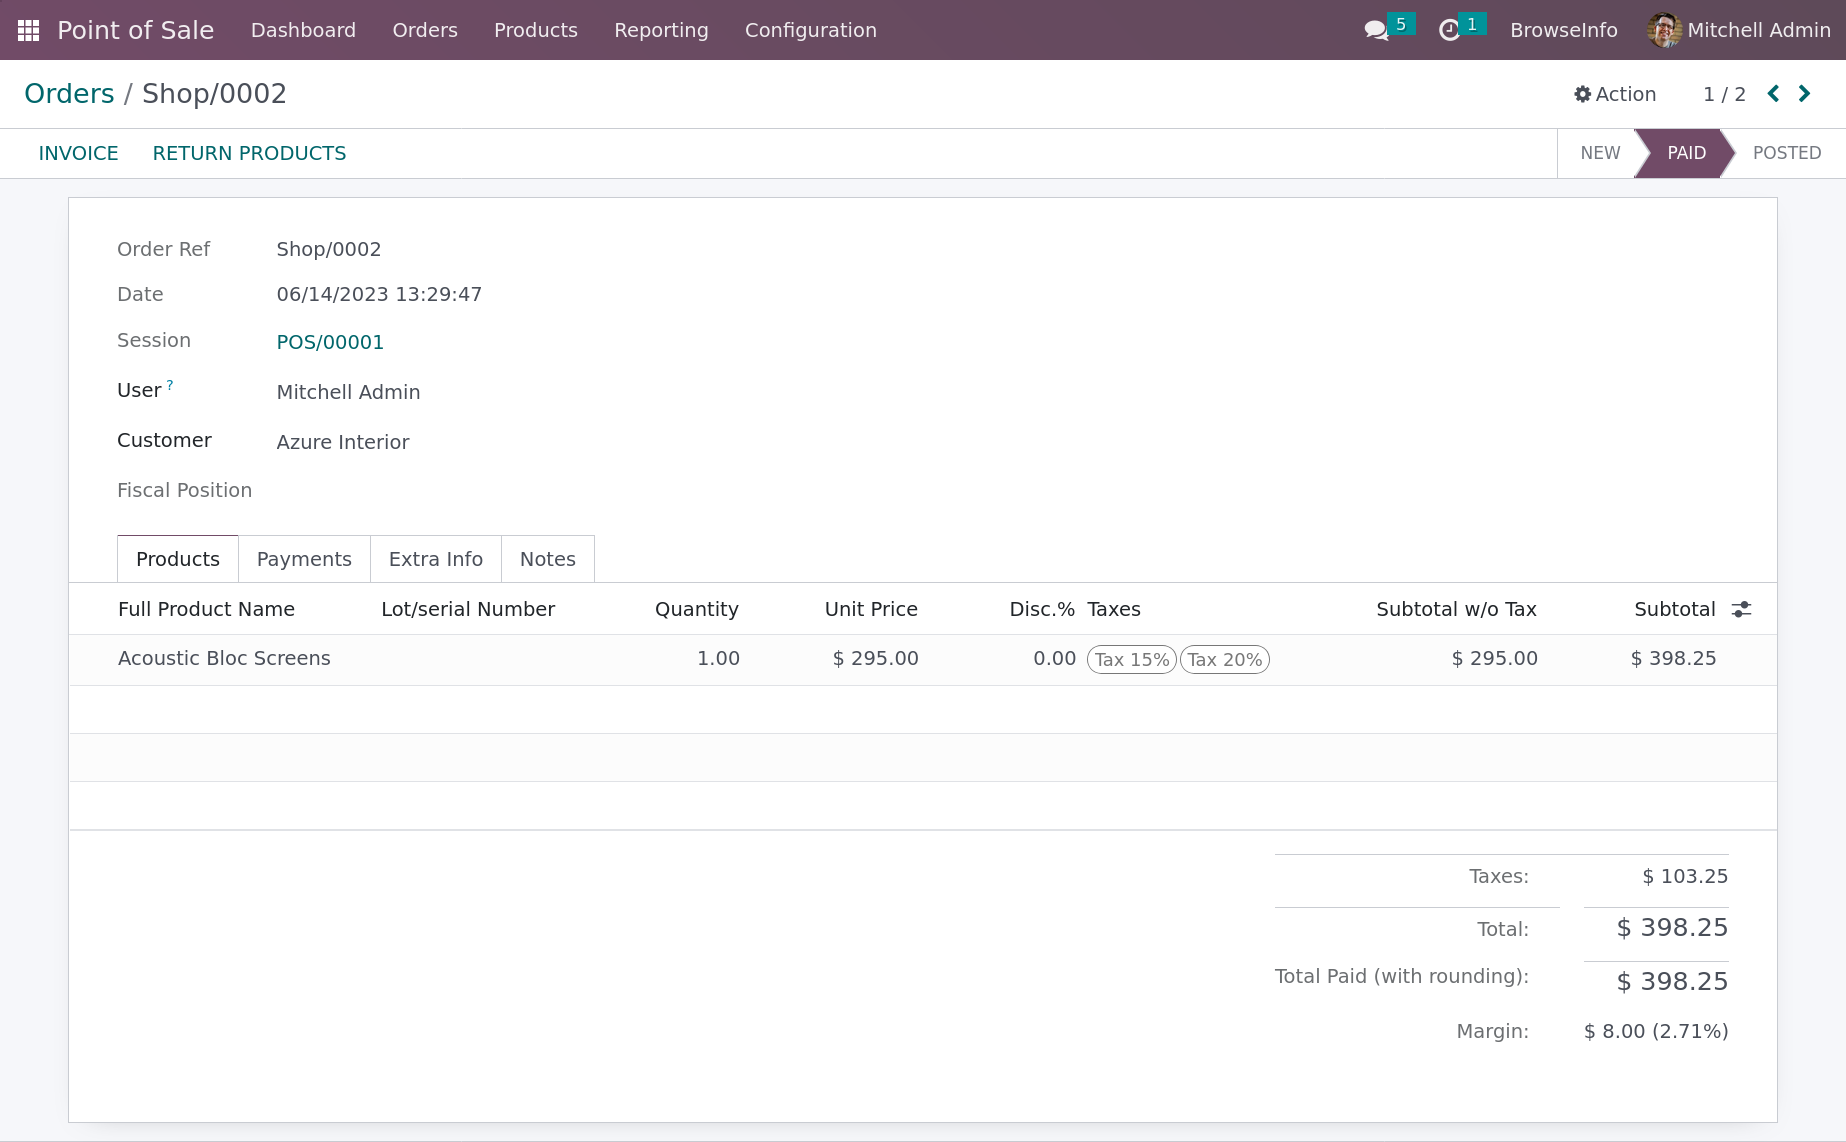 Point of Sale Dashboard Orders Products Reporting Configuration 5 1 BrowseInfo Mitchell Admin
Orders / Shop/0002 Action 1 / 2
INVOICE RETURN PRODUCTS NEW PAID POSTED
Order Ref Shop/0002
Date 06/14/2023 13:29:47
Session POS/00001
User ? Mitchell Admin
Customer Azure Interior
Fiscal Position
Products Payments Extra Info Notes
Full Product Name Lot/serial Number Quantity Unit Price Disc.% Taxes Subtotal w/o Tax Subtotal
Acoustic Bloc Screens 1.00 $ 295.00 0.00 Tax 15% Tax 20% $ 295.00 $ 398.25
Taxes: $ 103.25
Total: $ 398.25
Total Paid (with rounding): $ 398.25
Margin: $ 8.00 (2.71%)